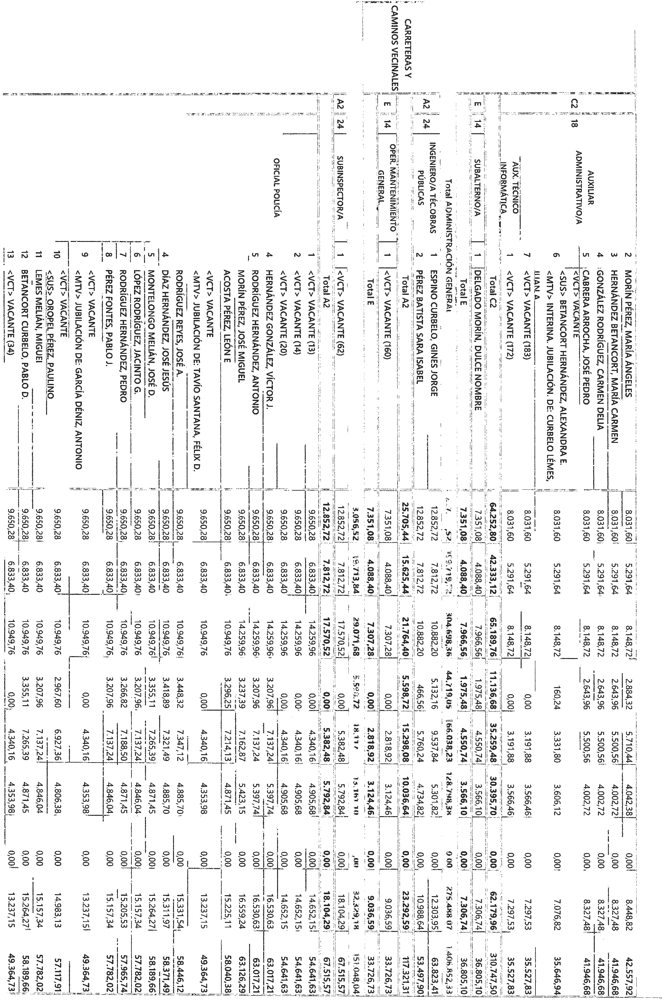 2 MORÍN PÉREZ, MARÍA ÁNGELES 8.031,60 5.291,64 8.148,72 2.884,32 5.710,44 4.042,38 0,00 8.448,82 42.557,92
3 HERNÁNDEZ BETANCORT, MARÍA CARMEN 8.031,60 5.291,64 8.148,72 2.643,96 5.500,56 4.002,72 0,00 8.327,48 41.946,68
4 GONZÁLEZ RODRÍGUEZ, CARMEN DELIA 8.031,60 5.291,64 8.148,72 2.643,96 5.500,56 4.002,72 0,00 8.327,48 41.946,68
AUXILIAR
5 CABRERA ARROCHA, JOSÉ PEDRO 8.031,60 5.291,64 8.148,72 2.643,96 5.500,56 4.002,72 0,00 8.327,48 41.946,68
C2 18 ADMINISTRATIVO/A
<VCT> VACANTE
<SUS> BETANCORT HERNÁNDEZ, ALEXANDRA E.
6 <MTV> INTERINA. JUBILACIÓN. DE: CURBELO LÉMES, 8.031,60 5.291,64 8.148,72 160,24 3.331,80 3.606,12 0,00 7.076,82 35.646,94
JUAN A
7 <VCT> VACANTE (183) 8.031,60 5.291,64 8.148,72 0,00 3.191,88 3.566,46 0,00 7.297,53 35.527,83
AUX. TÉCNICO
INFORMÁTICA
1 <VCT> VACANTE (172) 8.031,60 5.291,64 8.148,72 0,00 3.191,88 3.566,46 0,00 7.297,53 35.527,83
Total C2 64.252,80 42.333,12 65.189,76 11.136,68 35.259,48 30.395,70 0,00 62.179,96 310.747,50
E 14 SUBALTERNO/A 1 DELGADO MORÍN, DULCE NOMBRE 7.351,08 4.088,40 7.966,56 1.975,48 4.550,74 3.566,10 0,00 7.306,74 36.805,10
Total E 7.351,08 4.088,40 7.966,56 1.975,48 4.550,74 3.566,10 0,00 7.306,74 36.805,10
Total ADMINISTRACIÓN GENERAL 304.698,36 44.719,05 166.038,23 128.798,38 0,00 275.488,07 1.406.852,33
CARRETERAS Y
CAMINOS VECINALES
A2 24 INGENIERO/A TÉC.OBRAS
PÚBLICAS
1 ESPINO CURBELO, GINES JORGE 12.852,72 7.812,72 10.882,20 5.132,16 9.537,84 5.301,82 0,00 12.303,95 63.823,41
2 PÉREZ BATISTA SARA ISABEL 12.852,72 7.812,72 10.882,20 466,56 5.760,24 4.734,82 0,00 10.988,64 53.497,90
Total A2 25.705,44 15.625,44 21.764,40 5.598,72 15.298,08 10.036,64 0,00 23.292,59 117.321,31
E 14 OPER. MANTENIMIENTO
GENERAL.
1 <VCT> VACANTE (160) 7.351,08 4.088,40 7.307,28 0,00 2.818,92 3.124,46 0,00 9.036,59 33.726,73
Total E 7.351,08 4.088,40 7.307,28 0,00 2.818,92 3.124,46 0,00 9.036,59 33.726,73
3.056,52 19.713,84 29.071,68 5.598,72 32.329,18 151.048,04
A2 24 SUBINSPECTOR/A 1 <VCT> VACANTE (62) 12.852,72 7.812,72 17.570,52 0,00 5.382,48 5.792,84 0,00 18.104,29 67.515,57
Total A2 12.852,72 7.812,72 17.570,52 0,00 5.382,48 5.792,84 0,00 18.104,29 67.515,57
OFICIAL POLICÍA
1 <VCT> VACANTE (13) 9.650,28 6.833,40 14.259,96 0,00 4.340,16 4.905,68 0,00 14.652,15 54.641,63
2 <VCT> VACANTE (14) 9.650,28 6.833,40 14.259,96 0,00 4.340,16 4.905,68 0,00 14.652,15 54.641,63
<VCT> VACANTE (20) 9.650,28 6.833,40 14.259,96 0,00 4.340,16 4.905,68 0,00 14.652,15 54.641,63
4 HERNÁNDEZ GONZÁLEZ, VÍCTOR J. 9.650,28 6.833,40 14.259,96 3.207,96 7.137,24 5.397,74 0,00 16.530,63 63.017,21
5 RODRÍGUEZ HERNÁNDEZ, ANTONIO 9.650,28 6.833,40 14.259,96 3.207,96 7.137,24 5.397,74 0,00 16.530,63 63.017,21
MORÍN PÉREZ, JOSÉ MIGUEL 9.650,28 6.833,40 14.259,96 3.237,39 7.162,87 5.423,15 0,00 16.559,24 63.126,29
ACOSTA PÉREZ, LEÓN E 9.650,28 6.833,40 10.949,76 3.296,25 7.214,13 4.871,45 0,00 15.225,11 58.040,38
<VCT> VACANTE
<MTV> JUBILACIÓN DE: TAVÍO SANTANA, FÉLIX D. 9.650,28 6.833,40 10.949,76 0,00 4.340,16 4.353,98 0,00 13.237,15 49.364,73
RODRÍGUEZ REYES, JOSÉ A. 9.650,28 6.833,40 10.949,76 3.448,32 7.347,12 4.885,70 0,00 15.331,54 58.446,12
4 DÍAZ HERNÁNDEZ, JOSÉ JESÚS 9.650,28 6.833,40 10.949,76 3.418,89 7.321,49 4.885,70 0,00 15.311,97 58.371,49
5 MONTELONGO MELIÁN, JOSÉ D. 9.650,28 6.833,40 10.949,76 3.355,11 7.265,39 4.871,45 0,00 15.264,27 58.189,66
6 LÓPEZ RODRÍGUEZ, JACINTO G. 9.650,28 6.833,40 10.949,76 3.207,96 7.137,24 4.846,04 0,00 15.157,34 57.782,02
7 RODRÍGUEZ HERNÁNDEZ, PEDRO 9.650,28 6.833,40 10.949,76 3.266,82 7.188,50 4.871,45 0,00 15.205,53 57.965,74
8 PÉREZ FONTES, PABLO J. 9.650,28 6.833,40 10.949,76 3.207,96 7.137,24 4.846,04 0,00 15.157,34 57.782,02
<VCT> VACANTE
9 <MTV> JUBILACIÓN DE: GARCÍA DÉNIZ, ANTONIO 9.650,28 6.833,40 10.949,76 0,00 4.340,16 4.353,98 0,00 13.237,15 49.364,73
<VCT> VACANTE
10 <SUS> OROPEL PÉREZ, PAULINO 9.650,28 6.833,40 10.949,76 2.967,60 6.927,36 4.806,38 0,00 14.983,13 57.117,91
11 LEMES MELIÁN, MIGUEL 9.650,28 6.833,40 10.949,76 3.207,96 7.137,24 4.846,04 0,00 15.157,34 57.782,02
12 BETANCORT CURBELO, PABLO D. 9.650,28 6.833,40 10.949,76 3.355,11 7.265,39 4.871,45 0,00 15.264,27 58.189,66
13 <VCT> VACANTE (34) 9.650,28 6.833,40 10.949,76 0,00 4.340,16 4.353,98 0,00 13.237,15 49.364,73